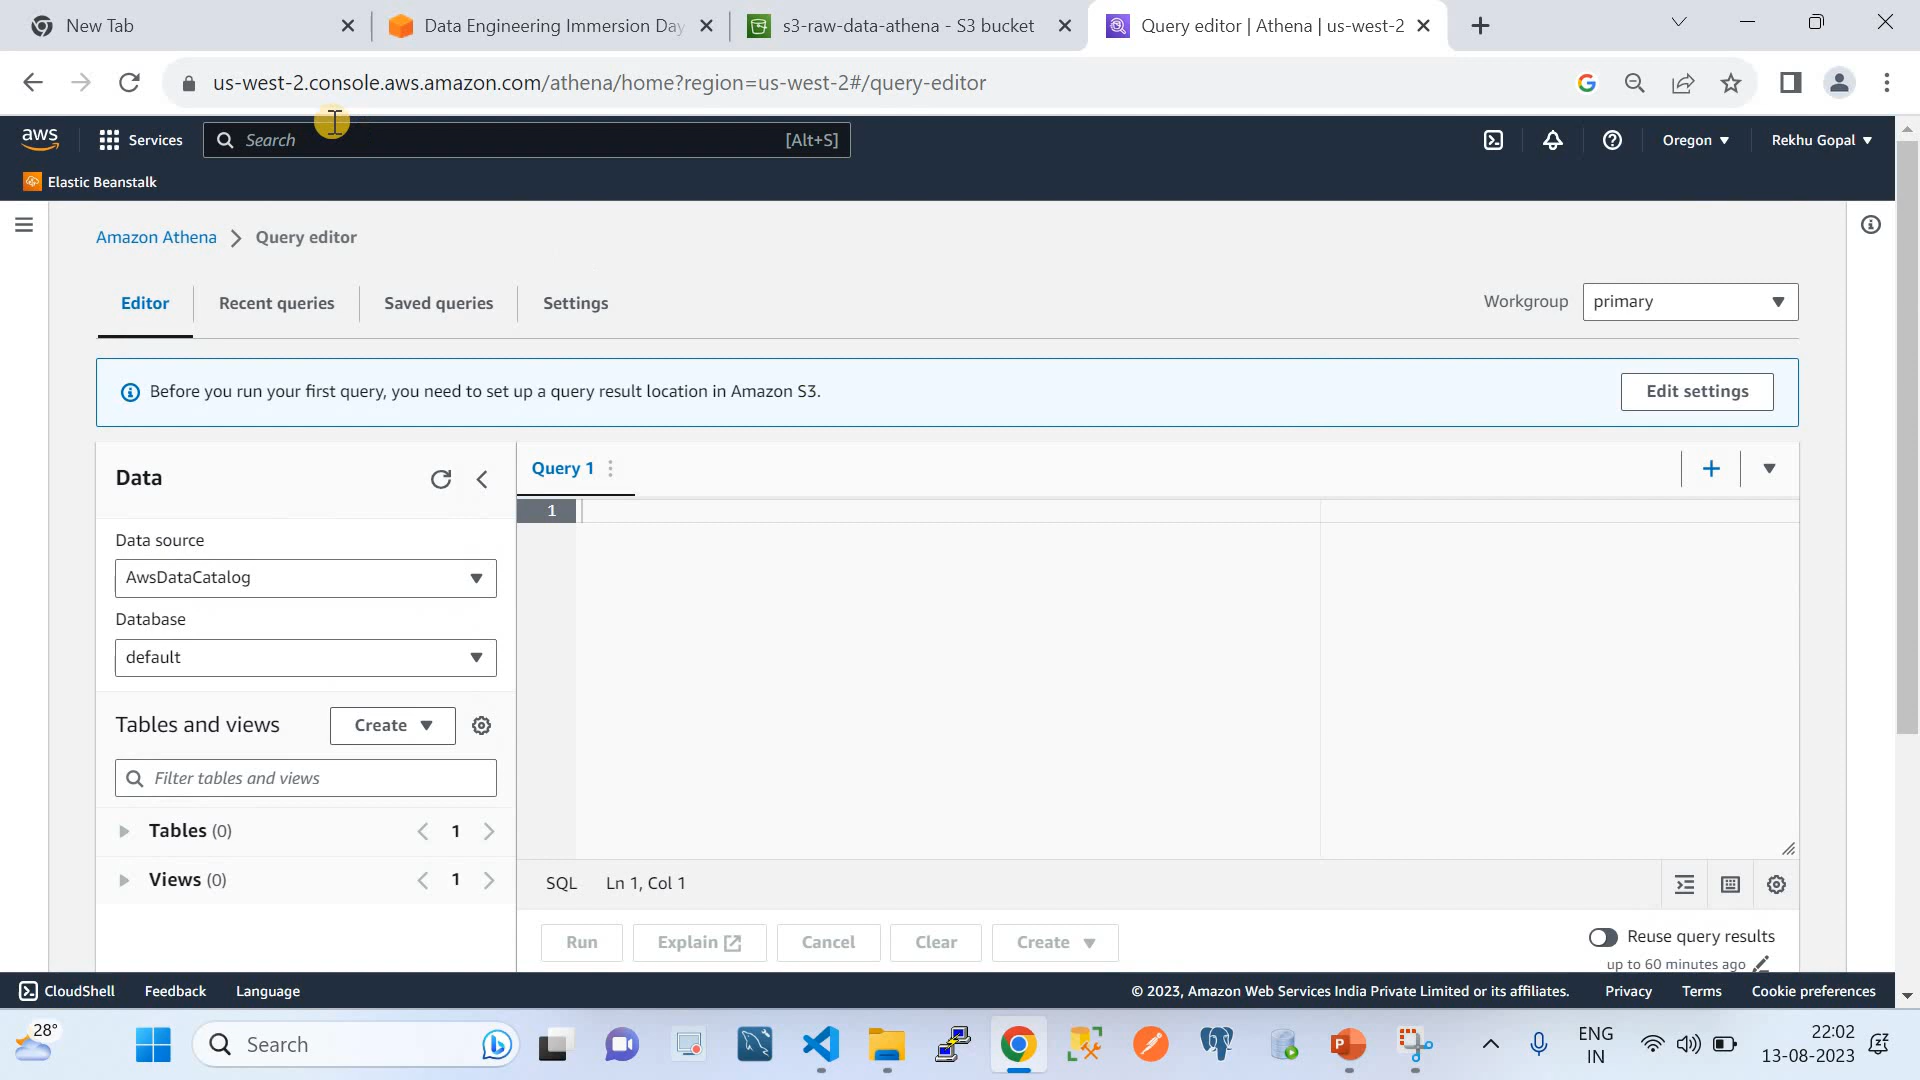 New Tab
Data Engineering Immersion Day
s3-raw-data-athena - S3 bucket
Query editor | Athena | us-west-2
us-west-2.console.aws.amazon.com/athena/home?region=us-west-2#/query-editor
aws
Services
Search
[Alt+S]
Oregon
Rekhu Gopal
Elastic Beanstalk
Amazon Athena > Query editor
Editor
Recent queries
Saved queries
Settings
Workgroup
primary
Before you run your first query, you need to set up a query result location in Amazon S3.
Edit settings
Data
Query 1
1
Data source
AwsDataCatalog
Database
default
Tables and views
Create
Filter tables and views
Tables (0)
1
Views (0)
1
SQL
Ln 1, Col 1
Run
Explain
Cancel
Clear
Create
Reuse query results
up to 60 minutes ago
CloudShell
Feedback
Language
© 2023, Amazon Web Services India Private Limited or its affiliates.
Privacy
Terms
Cookie preferences
28°
Search
ENG
IN
22:02
13-08-2023